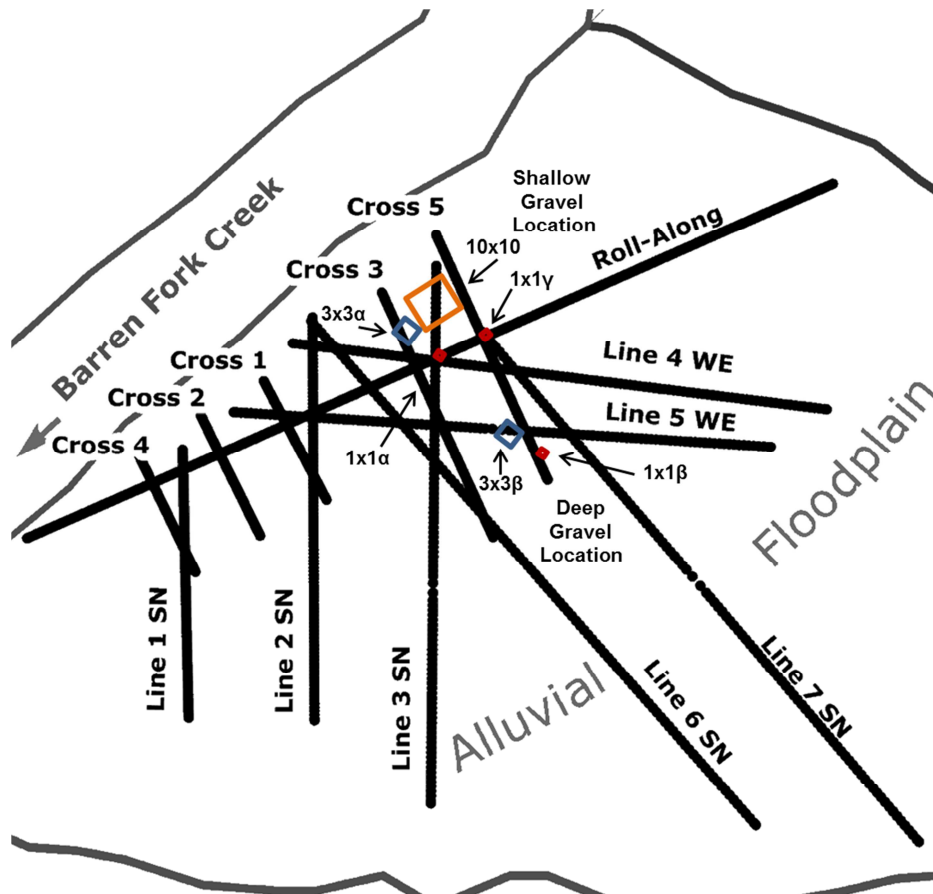 Shallow
Gravel
Location
Cross 5
Barren Fork Creek
Roll-Along
10x10
1x1γ
Cross 3
3x3α
Line 4 WE
Cross 1
Cross 2
Line 5 WE
Cross 4
1x1α
3x3β
1x1β
Floodplain
Deep
Gravel
Location
Line 1 SN
Line 2 SN
Line 3 SN
Alluvial
Line 6 SN
Line 7 SN